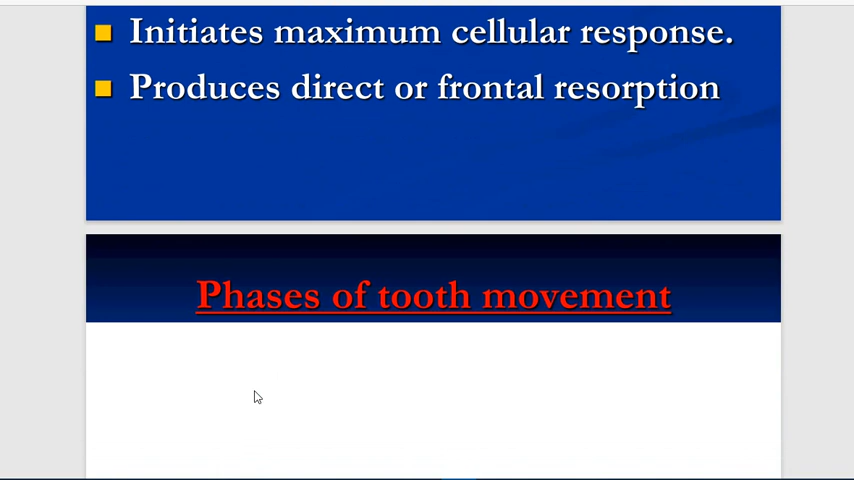 Initiates maximum cellular response.
Produces direct or frontal resorption
Phases of tooth movement